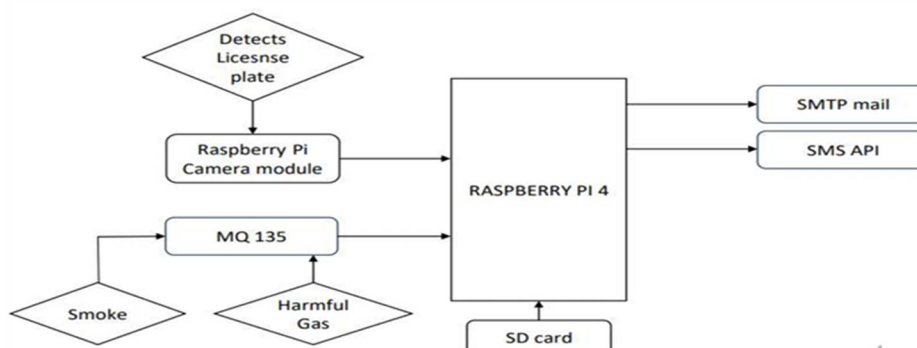 Detects
Licesnse
plate
Raspberry Pi
Camera module
MQ 135
Smoke
Harmful
Gas
RASPBERRY PI 4
SD card
SMTP mail
SMS API